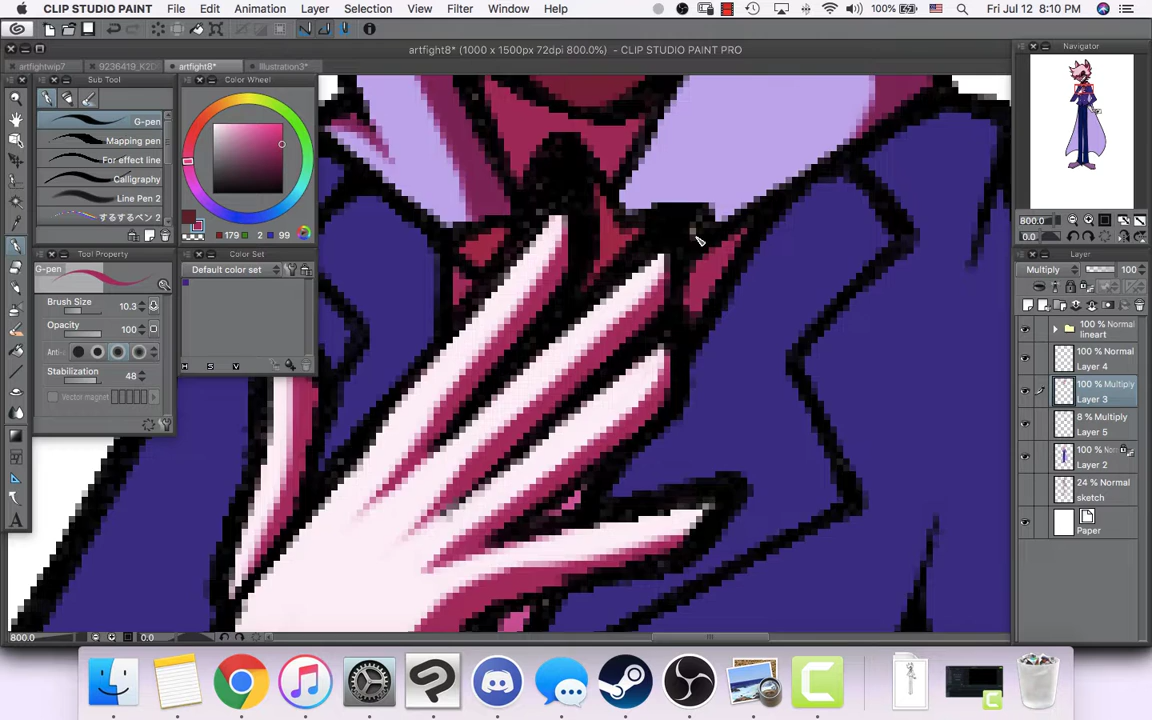 CLIP STUDIO PAINT File Edit Animation Layer Selection View Filter Window Help 100% Fri Jul 12 8:10 PM
artfight8* (1000 x 1500px 72dpi 800.0%) - CLIP STUDIO PAINT PRO
artfightwip7 9236419_K2D artfight8* Illustration3*
Sub Tool
G-pen
Mapping pen
For effect line
Calligraphy
Line Pen 2
するするペン 2
Tool Property
G-pen
Brush Size
10.3
Opacity
100
Anti-
Stabilization
48
Vector magnet
Color Wheel
179 2 99
Color Set
Default color set
H S V
Navigator
800.0
0.0
Layer
Multiply 100
100 % Normal
lineart
100 % Normal
Layer 4
100 % Multiply
Layer 3
8 % Multiply
Layer 5
Layer 2
24 % Normal
sketch
Paper
800.0 0.0